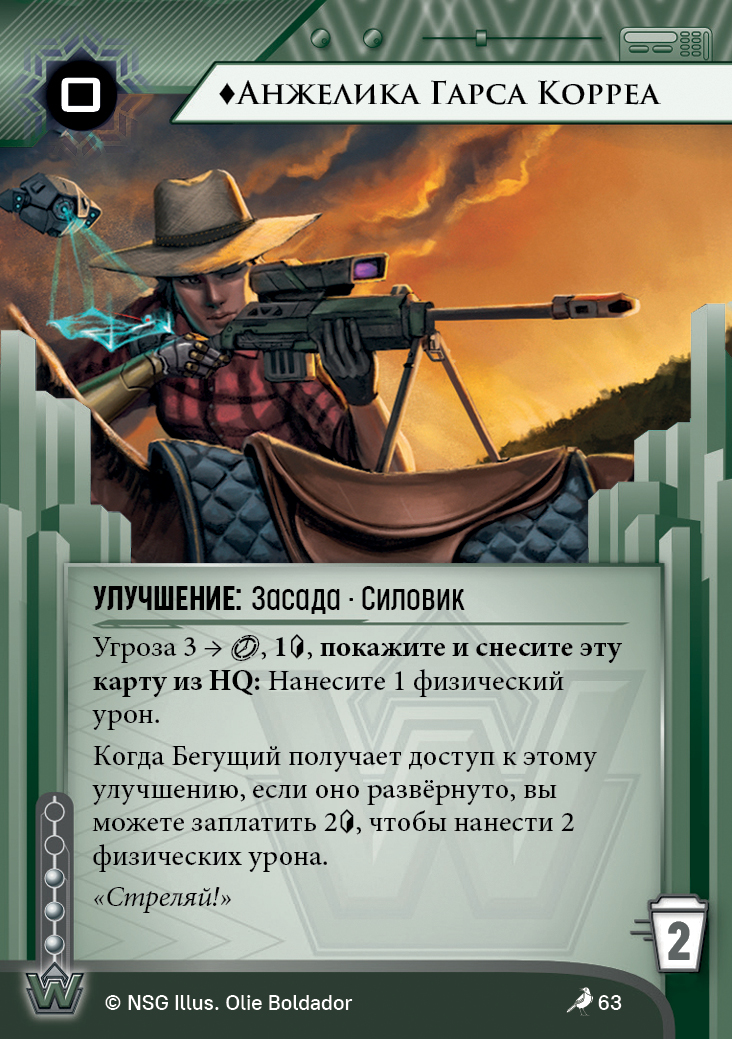 ♦Анжелика Гарса Корреа
0
УЛУЧШЕНИЕ: Засада · Силовик
Угроза 3 → , 1, покажите и снесите эту
карту из HQ: Нанесите 1 физический
урон.
Когда Бегущий получает доступ к этому
улучшению, если оно развёрнуто, вы
можете заплатить 2, чтобы нанести 2
физических урона.
«Стреляй!»
2
W
© NSG Illus. Olie Boldador
63